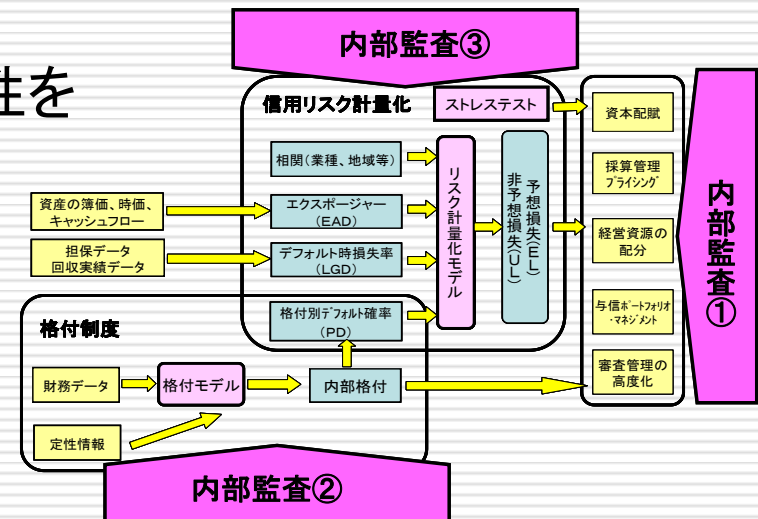 性を
内部監査③
信用リスク計量化
ストレステスト
資本配賦
相関(業種、地域等)
採算管理
プライシング
資産の簿価、時価、
キャッシュフロー
エクスポージャー
(EAD)
リスク計量化モデル
予想損失(EL)
非予想損失(UL)
経営資源の
配分
内部監査①
担保データ
回収実績データ
デフォルト時損失率
(LGD)
格付制度
格付別デフォルト確率
(PD)
与信ポートフォリオ
・マネジメント
財務データ
格付モデル
内部格付
審査管理の
高度化
定性情報
内部監査②